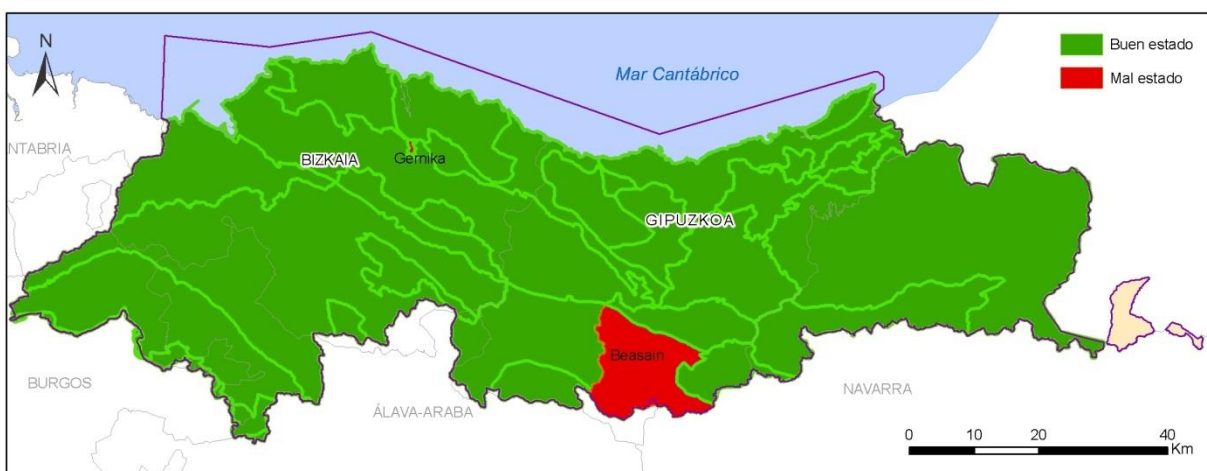 N
Mar Cantábrico
Buen estado
Mal estado
NTABRIA
BIZKAIA
Gernika
GIPUZKOA
Beasain
BURGOS
ÁLAVA-ARABA
NAVARRA
0 10 20 40
Km